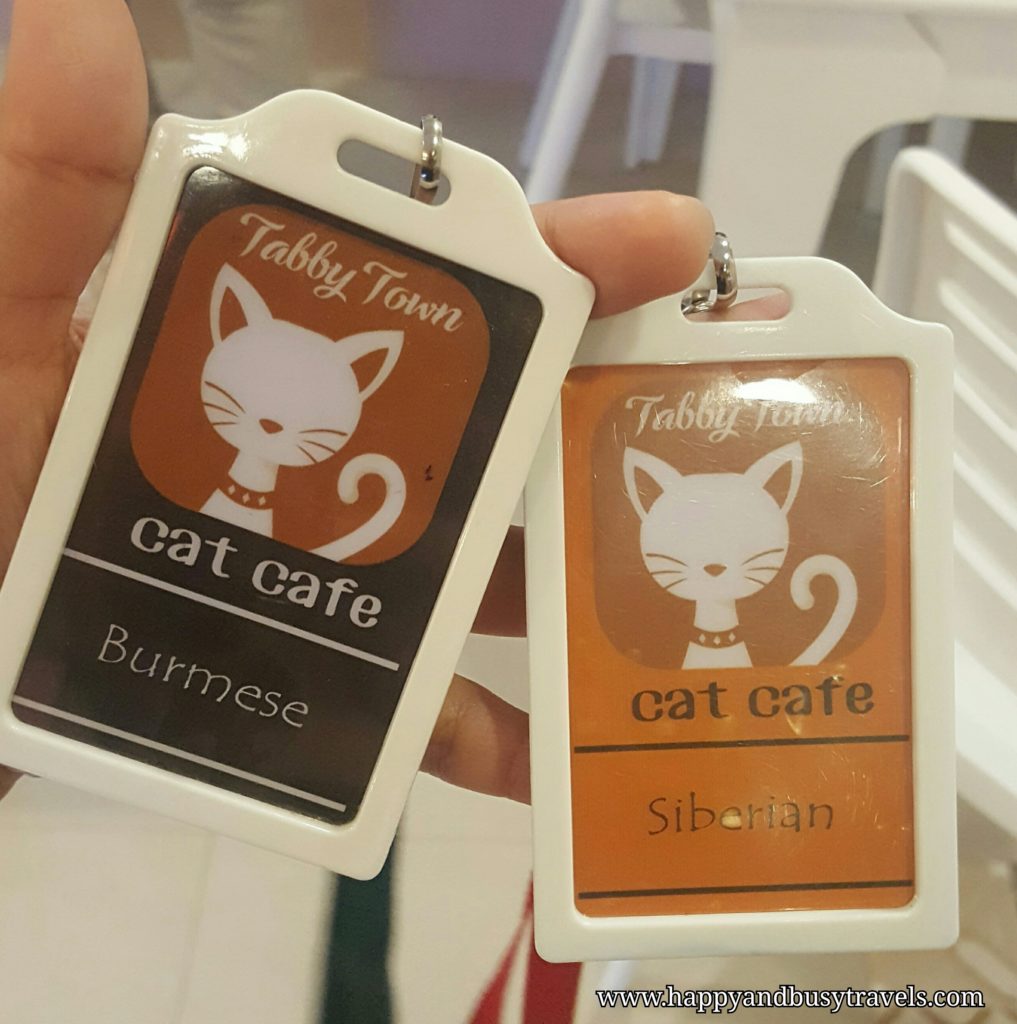 Tabby Town
cat cafe
Burmese
Tabby Town
cat cafe
Siberian
www.happyandbusytravels.com